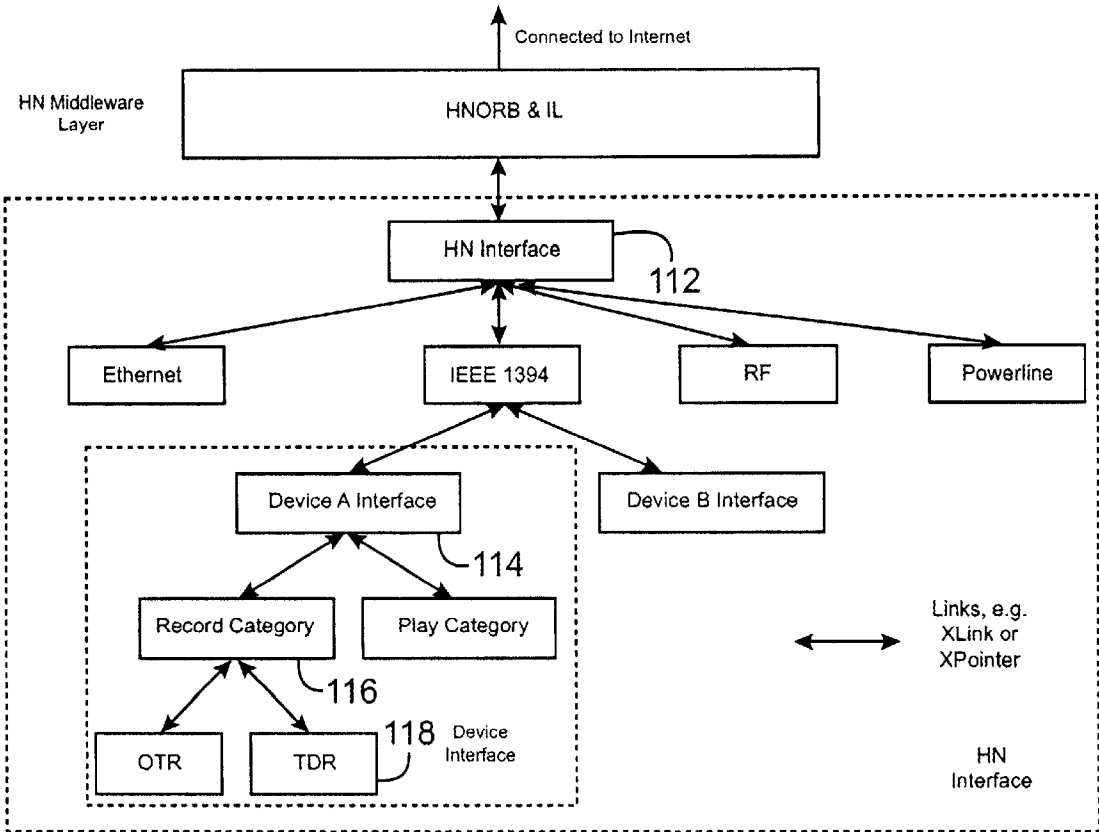 Connected to Internet
HN Middleware
Layer
HNORB & IL
HN Interface
112
Ethernet
IEEE 1394
RF
Powerline
Device A Interface
Device B Interface
114
Record Category
Play Category
Links, e.g.
XLink or
XPointer
116
118
Device
Interface
OTR
TDR
HN
Interface